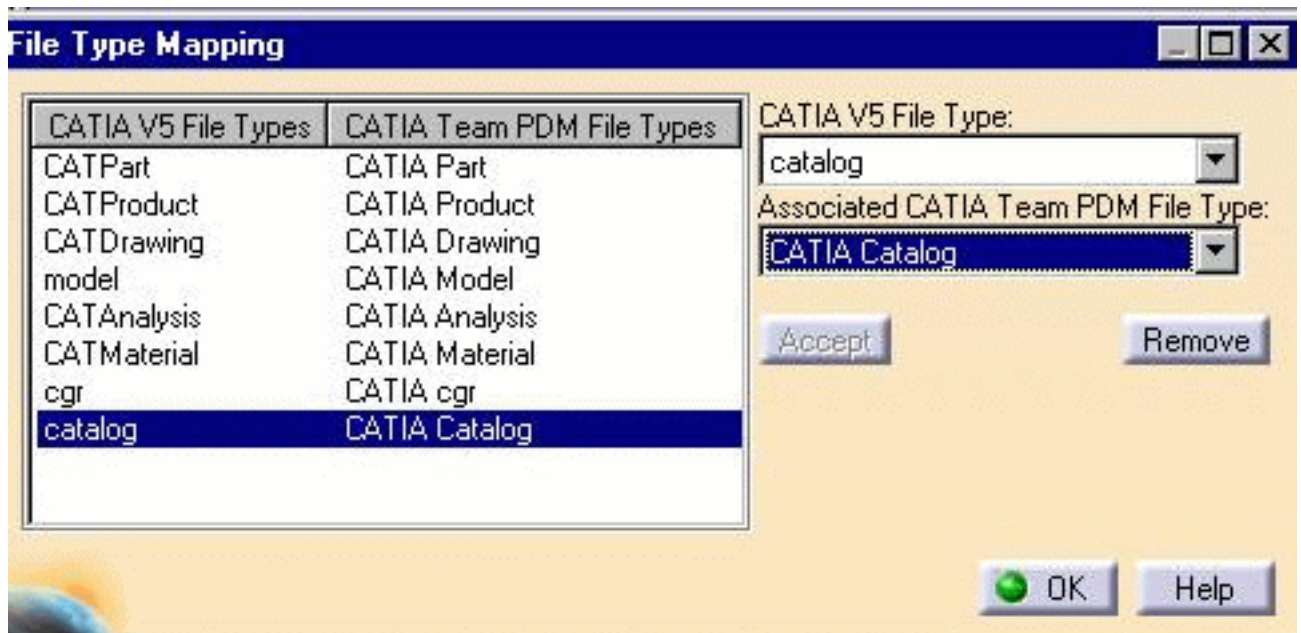 File Type Mapping
CATIA V5 File Types CATIA Team PDM File Types
CATPart CATIA Part
CATProduct CATIA Product
CATDrawing CATIA Drawing
model CATIA Model
CATAnalysis CATIA Analysis
CATMaterial CATIA Material
cgr CATIA cgr
catalog CATIA Catalog
CATIA V5 File Type:
catalog
Associated CATIA Team PDM File Type:
CATIA Catalog
Accept Remove
OK Help